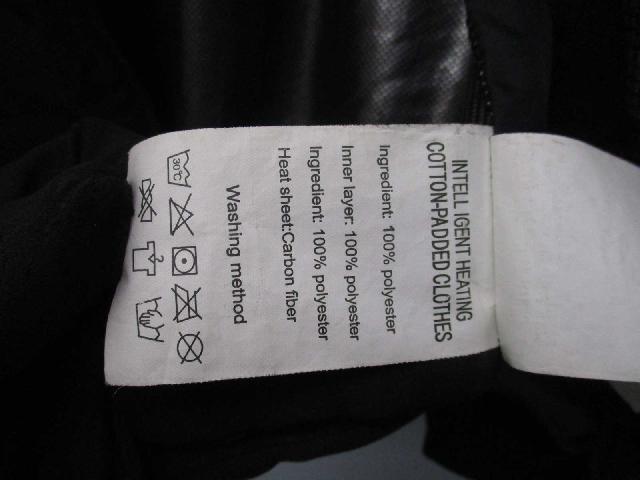 INTELL IGENT HEATING
COTTON-PADDED CLOTHES
Ingredient: 100% polyester
Inner layer: 100% polyester
Ingredient: 100% polyester
Heat sheet:Carbon fiber
Washing method
30℃